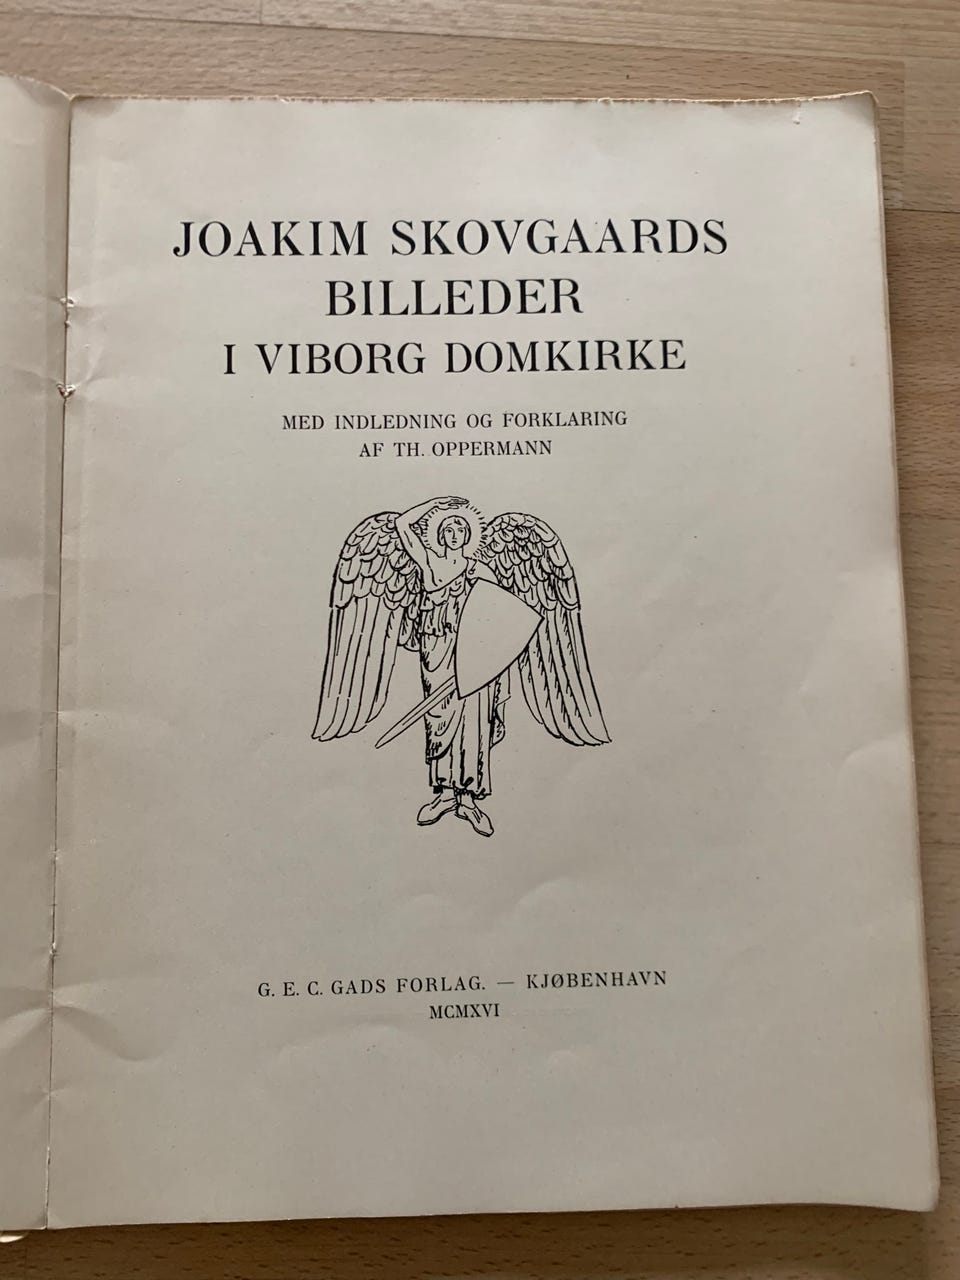 JOAKIM SKOVGAARDS
BILLEDER
I VIBORG DOMKIRKE
MED INDLEDNING OG FORKLARING
AF TH. OPPERMANN
G. E. C. GADS FORLAG. — KJØBENHAVN
MCMXVI